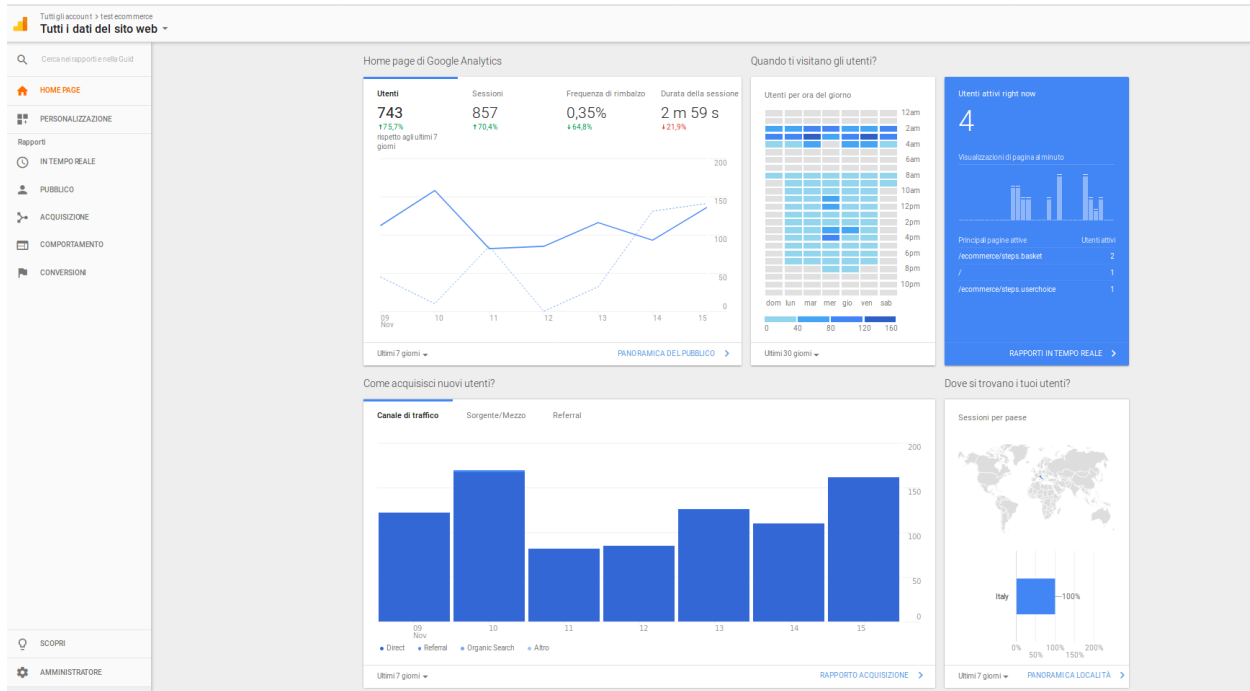 Tutti gli account > test ecommerce
Tutti i dati del sito web
Cerca nei rapporti e nella Guid
HOME PAGE
PERSONALIZZAZIONE
Rapporti
IN TEMPO REALE
PUBBLICO
ACQUISIZIONE
COMPORTAMENTO
CONVERSIONI
SCOPRI
AMMINISTRATORE
Home page di Google Analytics
Utenti Sessioni Frequenza di rimbalzo Durata della sessione
743 857 0,35% 2 m 59 s
↑75,7% ↑70,4% ↓64,8% ↓21,9%
rispetto agli ultimi 7
giorni
200
150
100
50
0
09 10 11 12 13 14 15
Nov
Ultimi 7 giorni PANORAMICA DEL PUBBLICO
Quando ti visitano gli utenti?
Utenti per ora del giorno
12am
2am
4am
6am
8am
10am
12pm
2pm
4pm
6pm
8pm
10pm
dom lun mar mer gio ven sab
0 40 80 120 160
Ultimi 30 giorni
Utenti attivi right now
4
Visualizzazioni di pagina al minuto
Principali pagine attive Utenti attivi
/ecommerce/steps.basket 2
/ 1
/ecommerce/steps.userchoice 1
RAPPORTI IN TEMPO REALE
Come acquisisci nuovi utenti?
Canale di traffico Sorgente/Mezzo Referral
200
150
100
50
0
09 10 11 12 13 14 15
Nov
Direct Referral Organic Search Altro
Ultimi 7 giorni RAPPORTO ACQUISIZIONE
Dove si trovano i tuoi utenti?
Sessioni per paese
Italy 100%
0% 100% 200%
50% 150%
Ultimi 7 giorni PANORAMICA LOCALITÀ